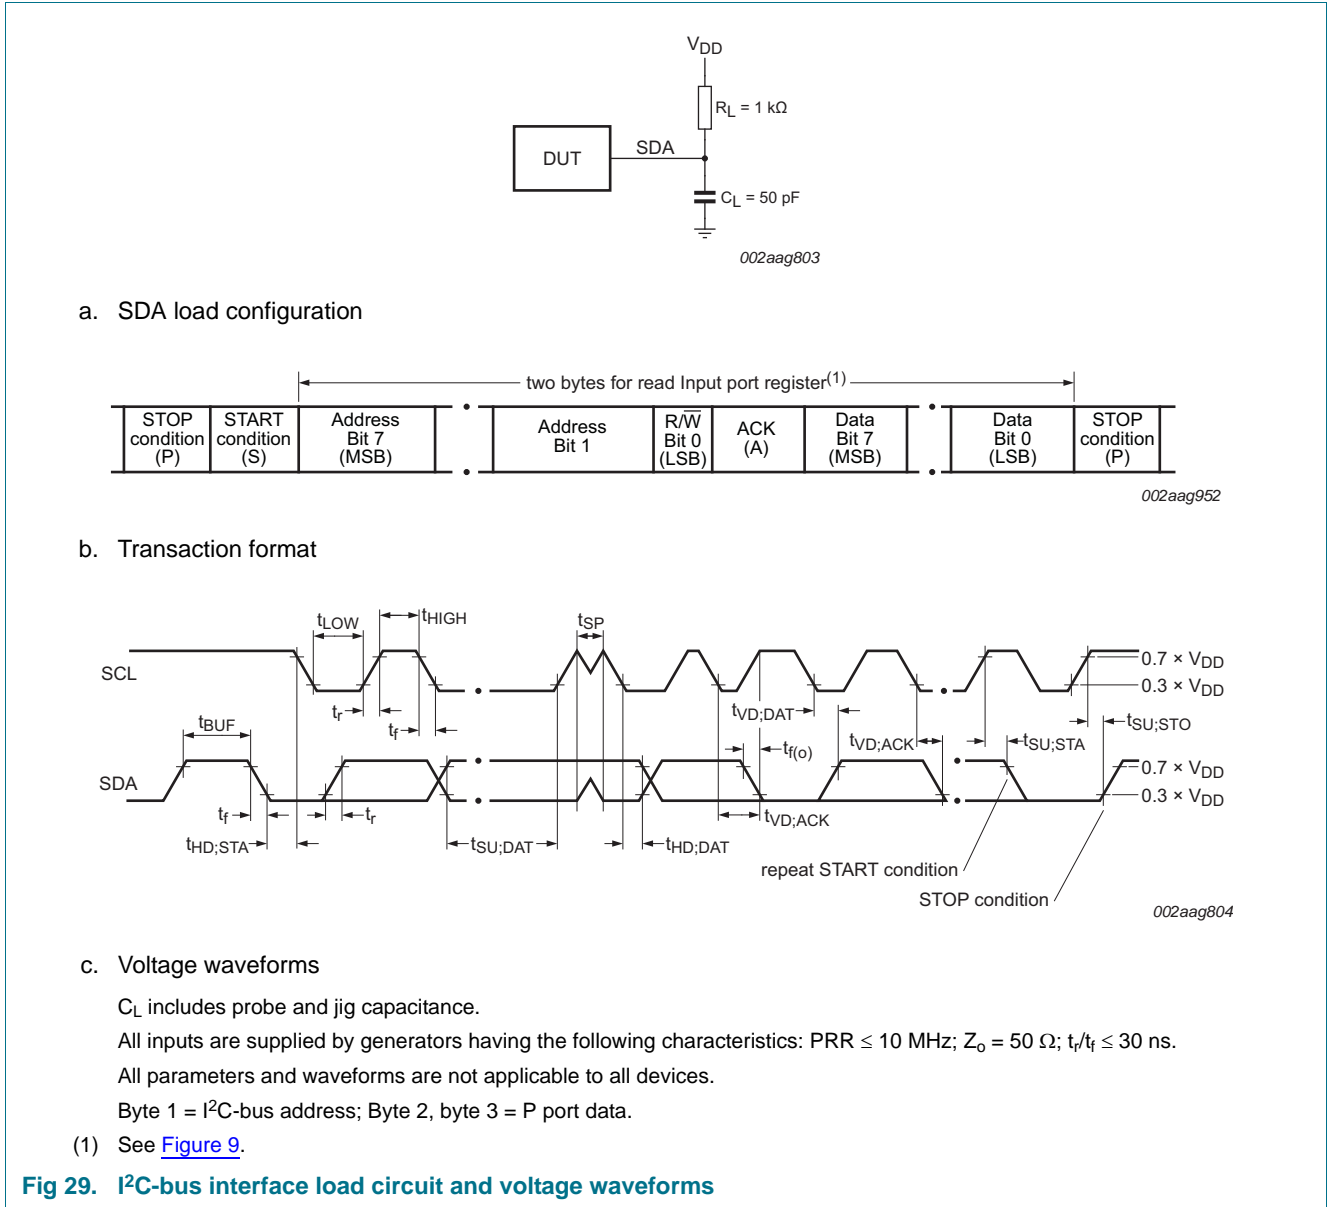 VDD
RL = 1 kΩ
DUT
SDA
CL = 50 pF
002aag803
a. SDA load configuration
two bytes for read Input port register(1)
STOP condition (P)
START condition (S)
Address Bit 7 (MSB)
Address Bit 1
R/W̅ Bit 0 (LSB)
ACK (A)
Data Bit 7 (MSB)
Data Bit 0 (LSB)
STOP condition (P)
002aag952
b. Transaction format
tLOW
tHIGH
tSP
SCL
0.7 × VDD
0.3 × VDD
tr
tf
tBUF
tVD;DAT
tf(o)
tVD;ACK
tSU;STA
tSU;STO
SDA
0.7 × VDD
0.3 × VDD
tf
tr
tVD;ACK
tHD;STA
tSU;DAT
tHD;DAT
repeat START condition
STOP condition
002aag804
c. Voltage waveforms
CL includes probe and jig capacitance.
All inputs are supplied by generators having the following characteristics: PRR ≤ 10 MHz; Zo = 50 Ω; tr/tf ≤ 30 ns.
All parameters and waveforms are not applicable to all devices.
Byte 1 = I2C-bus address; Byte 2, byte 3 = P port data.
(1) See Figure 9.
Fig 29. I2C-bus interface load circuit and voltage waveforms